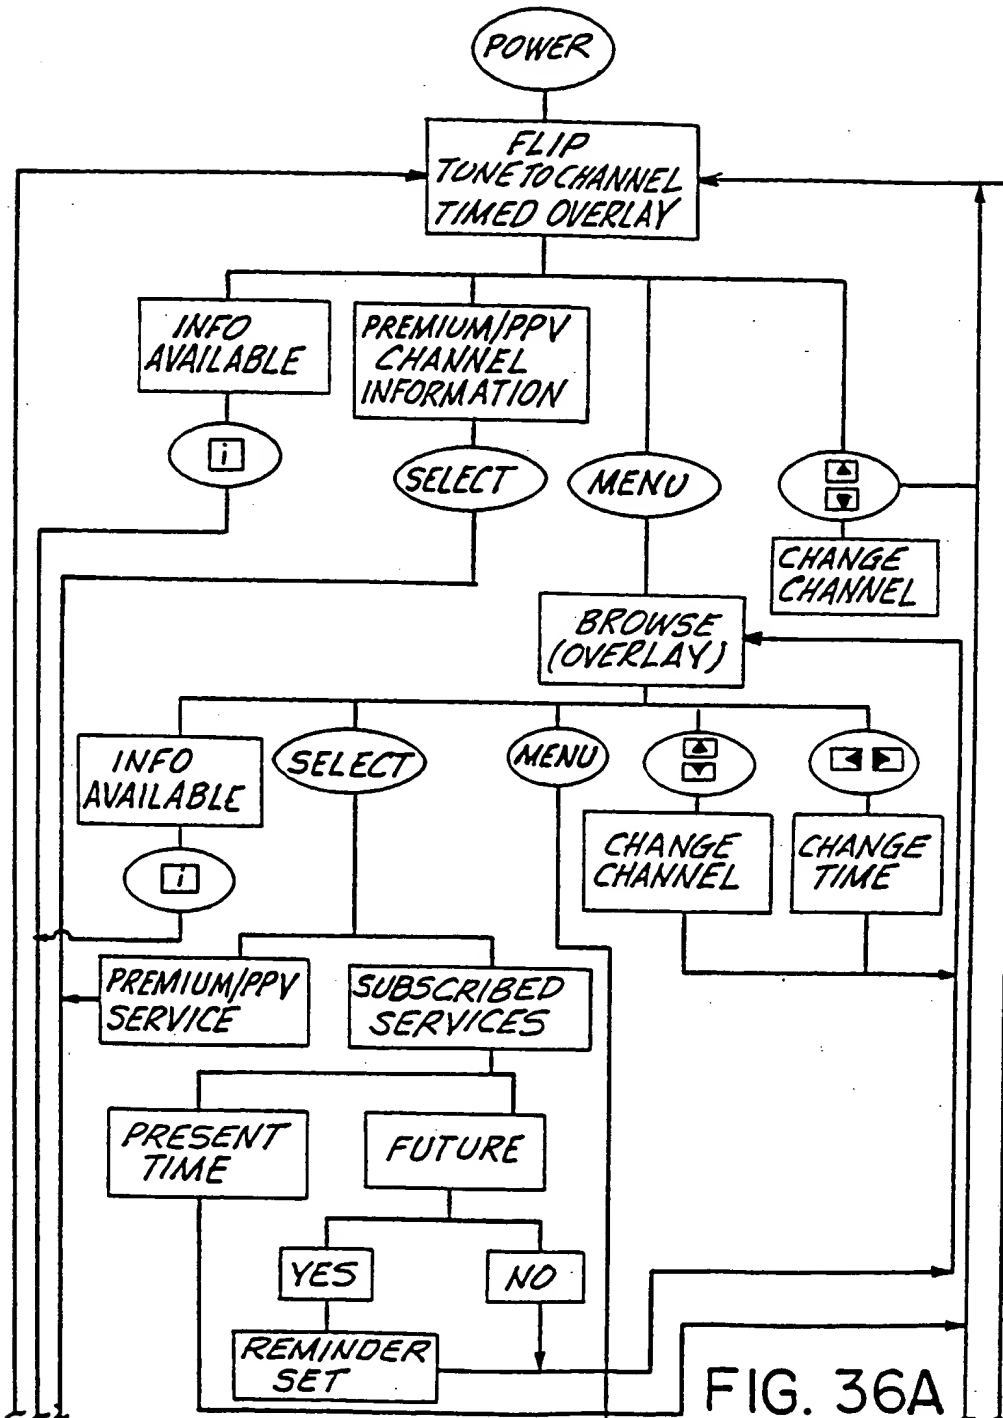 POWER
FLIP
TUNE TO CHANNEL
TIMED OVERLAY
INFO
AVAILABLE
PREMIUM/PPV
CHANNEL
INFORMATION
i
SELECT
MENU
▲
▼
CHANGE
CHANNEL
BROWSE
(OVERLAY)
INFO
AVAILABLE
SELECT
MENU
▲
▼
◄ ►
CHANGE
CHANNEL
CHANGE
TIME
i
PREMIUM/PPV
SERVICE
SUBSCRIBED
SERVICES
PRESENT
TIME
FUTURE
YES
NO
REMINDER
SET
FIG. 36A